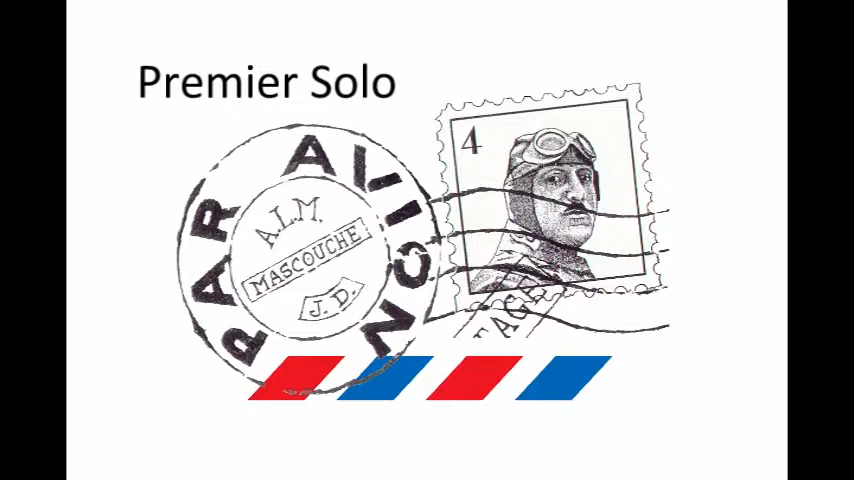 Premier Solo
PAR AVION
A.L.M.
MASCOUCHE
J.D.
4